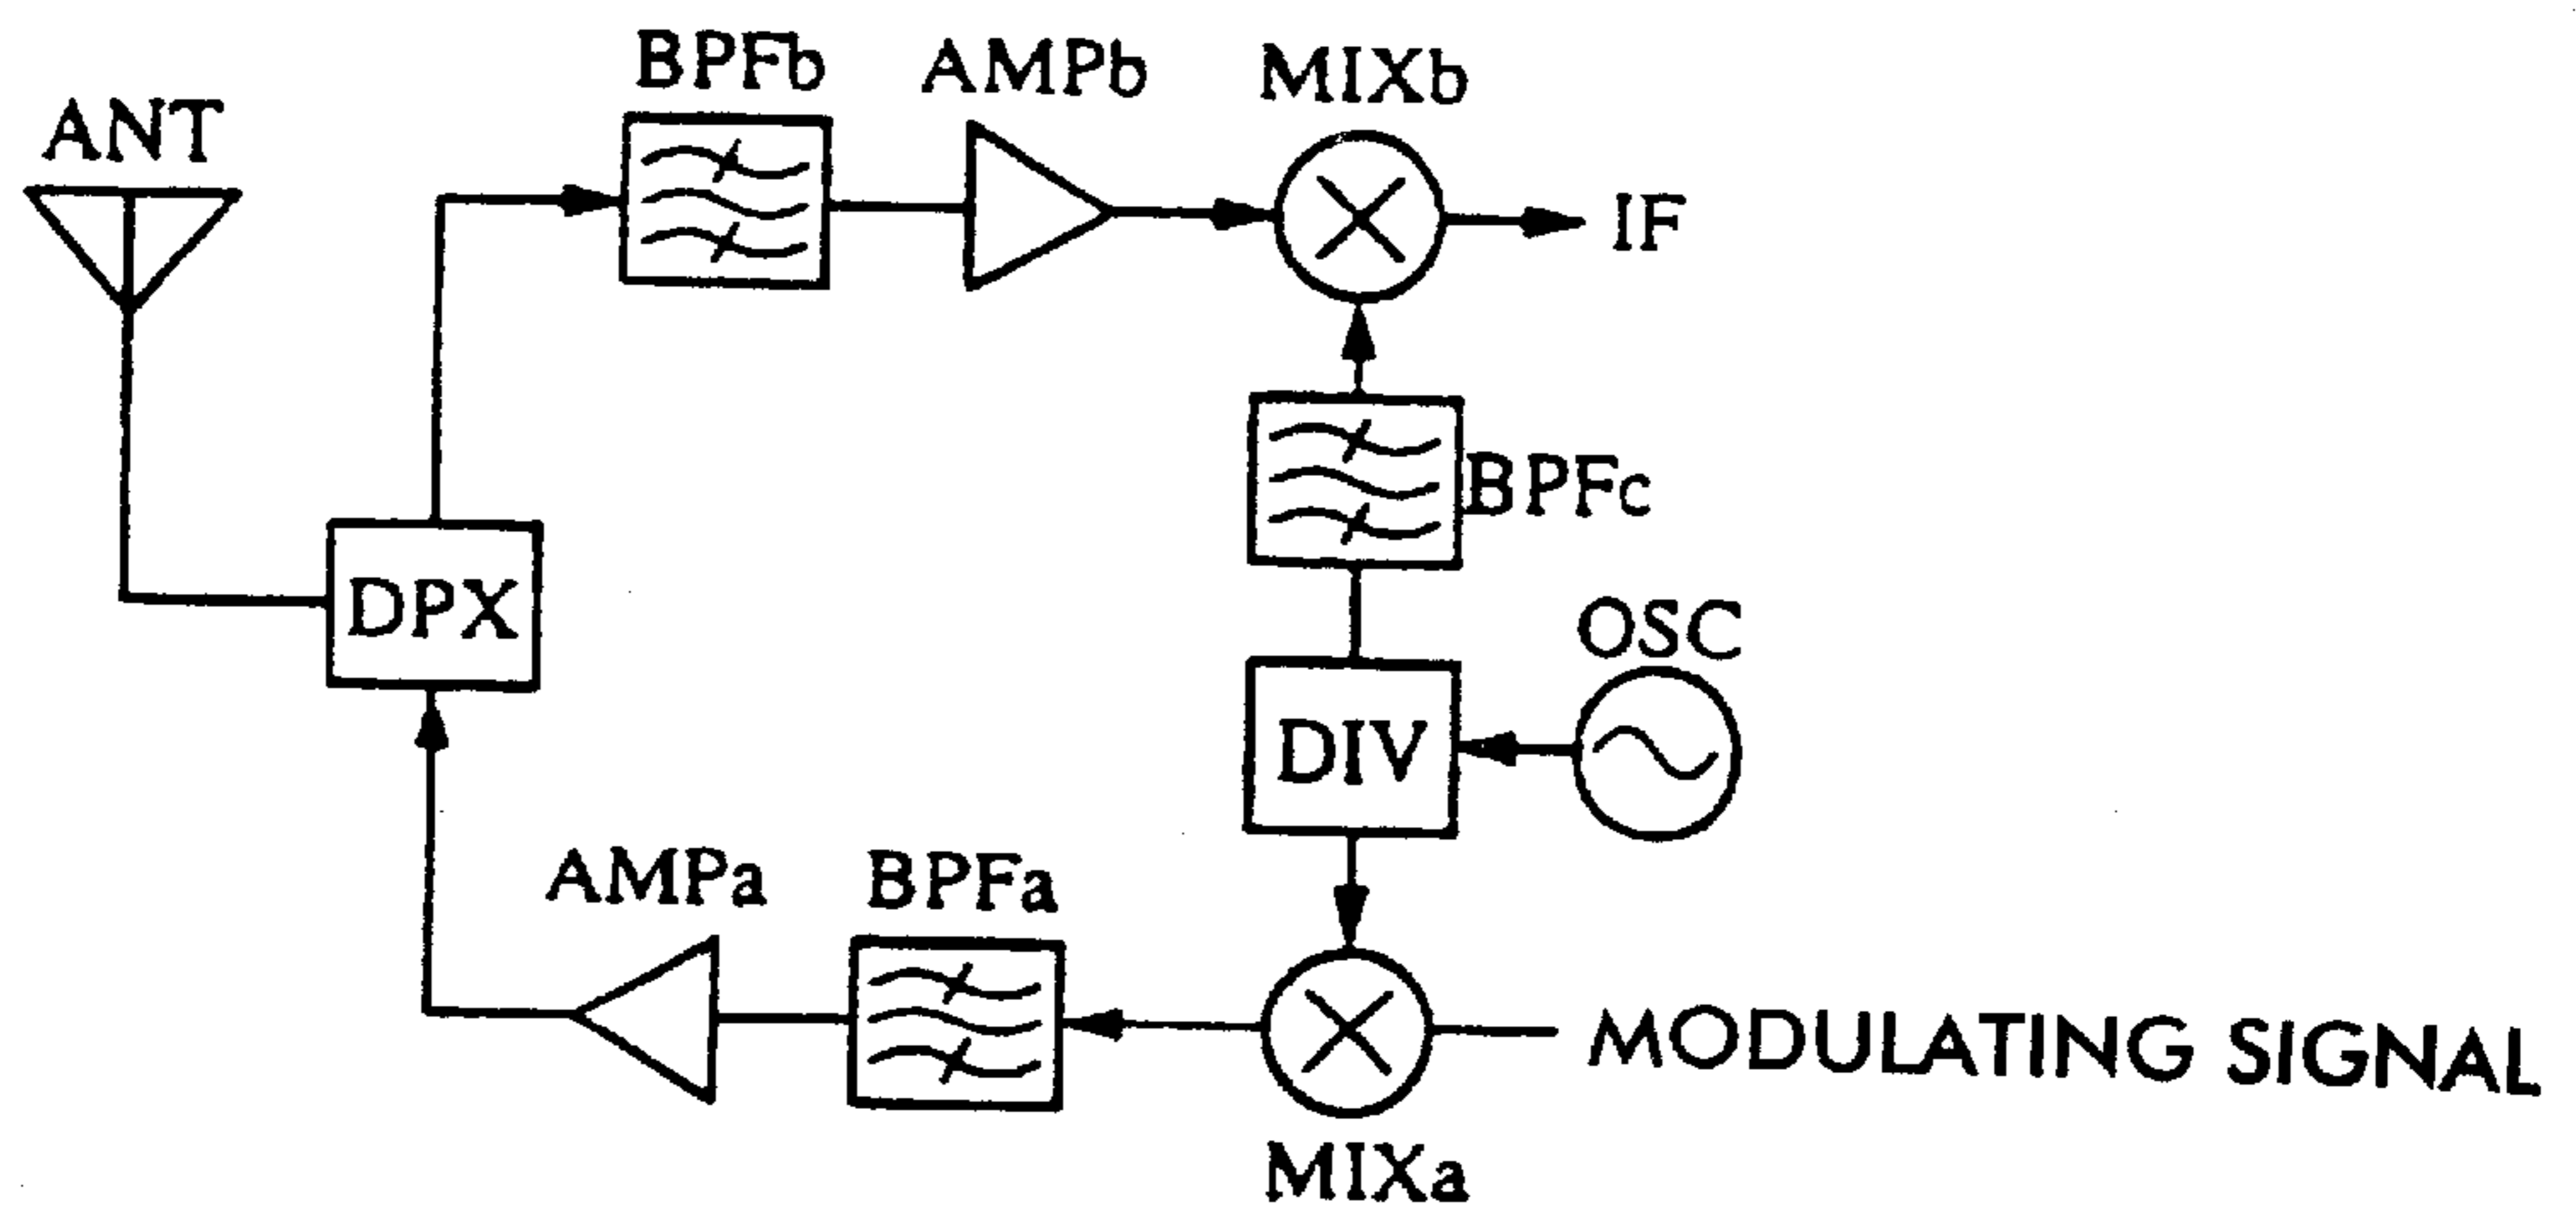 BPFb
AMPb
MIXb
ANT
IF
BPFc
DPX
OSC
DIV
AMPa
BPFa
MODULATING SIGNAL
MIXa